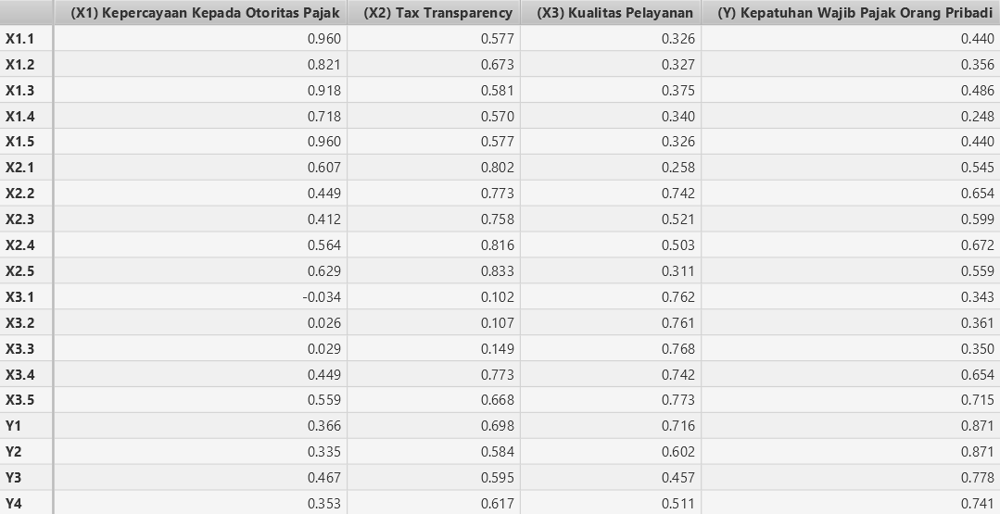 (X1) Kepercayaan Kepada Otoritas Pajak (X2) Tax Transparency (X3) Kualitas Pelayanan (Y) Kepatuhan Wajib Pajak Orang Pribadi
X1.1 0.960 0.577 0.326 0.440
X1.2 0.821 0.673 0.327 0.356
X1.3 0.918 0.581 0.375 0.486
X1.4 0.718 0.570 0.340 0.248
X1.5 0.960 0.577 0.326 0.440
X2.1 0.607 0.802 0.258 0.545
X2.2 0.449 0.773 0.742 0.654
X2.3 0.412 0.758 0.521 0.599
X2.4 0.564 0.816 0.503 0.672
X2.5 0.629 0.833 0.311 0.559
X3.1 -0.034 0.102 0.762 0.343
X3.2 0.026 0.107 0.761 0.361
X3.3 0.029 0.149 0.768 0.350
X3.4 0.449 0.773 0.742 0.654
X3.5 0.559 0.668 0.773 0.715
Y1 0.366 0.698 0.716 0.871
Y2 0.335 0.584 0.602 0.871
Y3 0.467 0.595 0.457 0.778
Y4 0.353 0.617 0.511 0.741